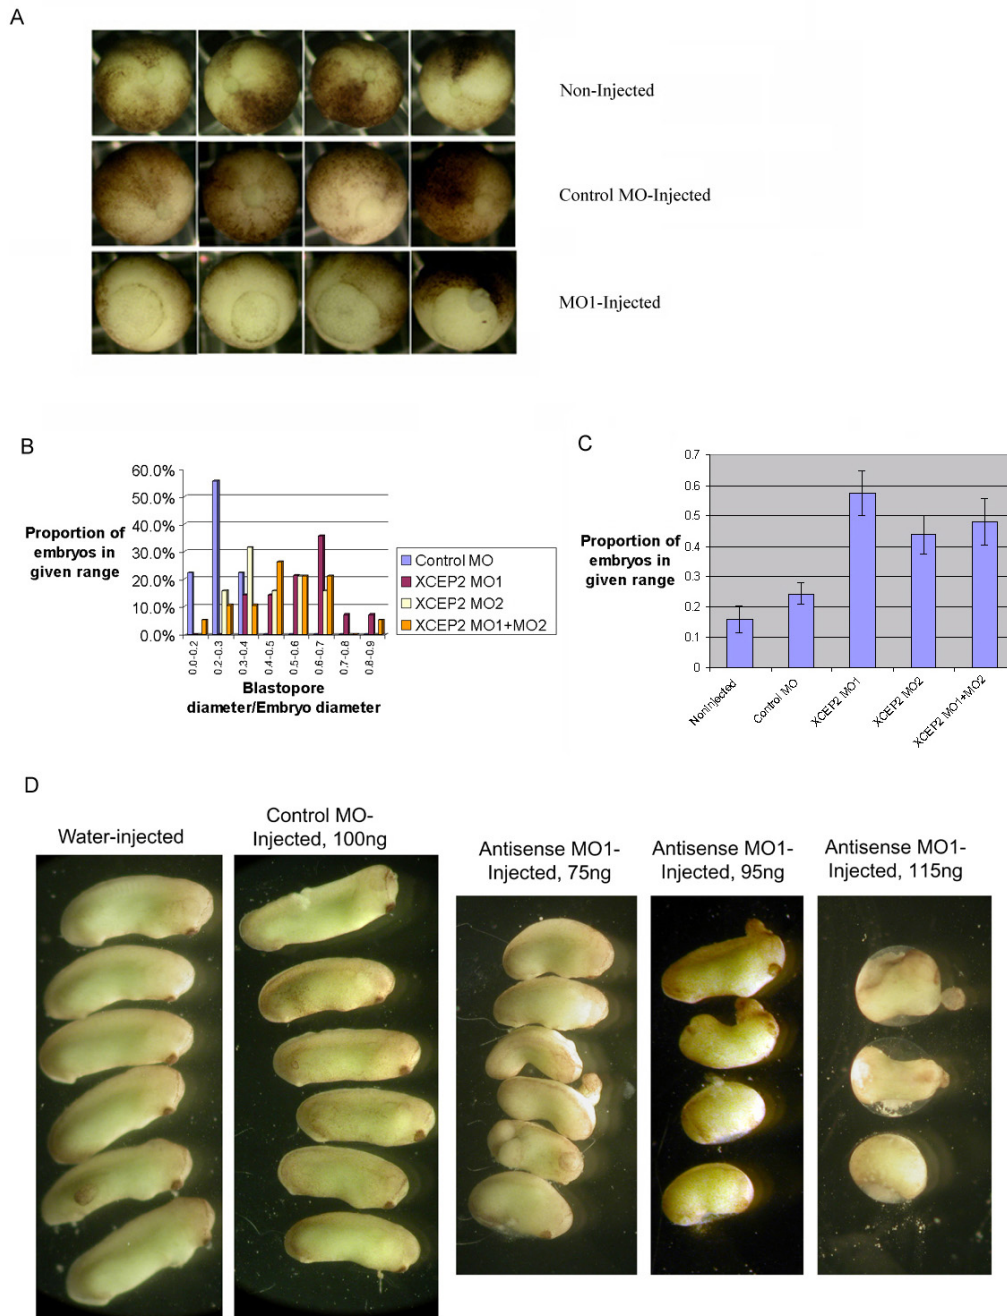 A
Non-Injected
Control MO-Injected
MO1-Injected
B
60.0%
50.0%
40.0%
30.0%
20.0%
10.0%
0.0%
Proportion of
embryos in
given range
0.0-0.2
0.2-0.3
0.3-0.4
0.4-0.5
0.5-0.6
0.6-0.7
0.7-0.8
0.8-0.9
Blastopore
diameter/Embryo diameter
Control MO
XCEP2 MO1
XCEP2 MO2
XCEP2 MO1+MO2
C
0.7
0.6
0.5
0.4
0.3
0.2
0.1
0
Proportion of
embryos in
given range
NonInjected
Control MO
XCEP2 MO1
XCEP2 MO2
XCEP2 MO1+MO2
D
Water-injected
Control MO-
Injected, 100ng
Antisense MO1-
Injected, 75ng
Antisense MO1-
Injected, 95ng
Antisense MO1-
Injected, 115ng